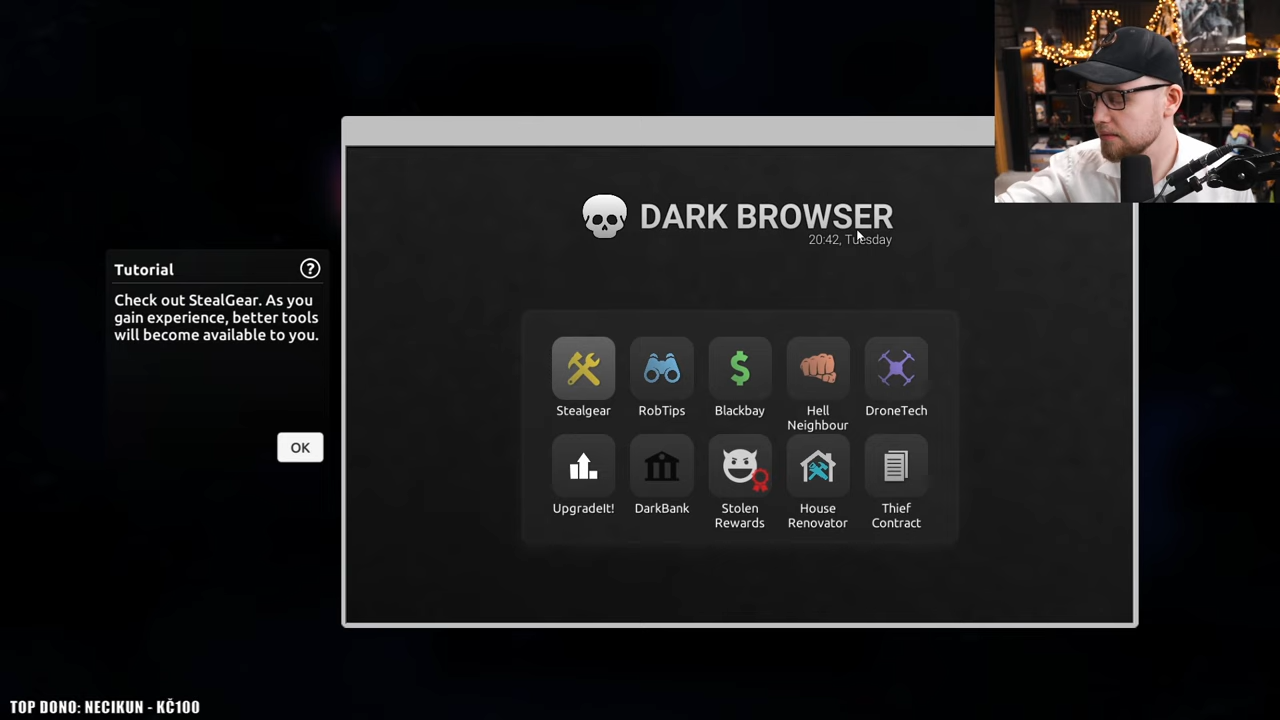 DARK BROWSER
20:42, Tuesday
Tutorial
?
Check out StealGear. As you
gain experience, better tools
will become available to you.
OK
Stealgear
RobTips
Blackbay
Hell
Neighbour
DroneTech
UpgradeIt!
DarkBank
Stolen
Rewards
House
Renovator
Thief
Contract
TOP DONO: NECIKUN - KČ100